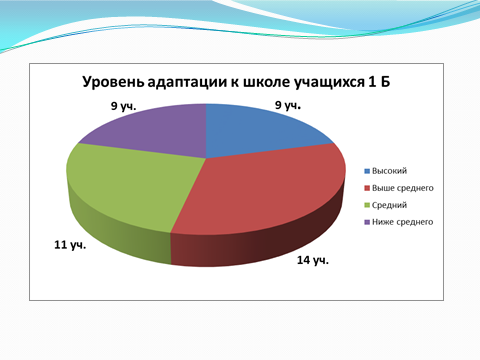 Уровень адаптации к школе учащихся 1 Б
9 уч.
9 уч.
Высокий
Выше среднего
Средний
Ниже среднего
11 уч.
14 уч.